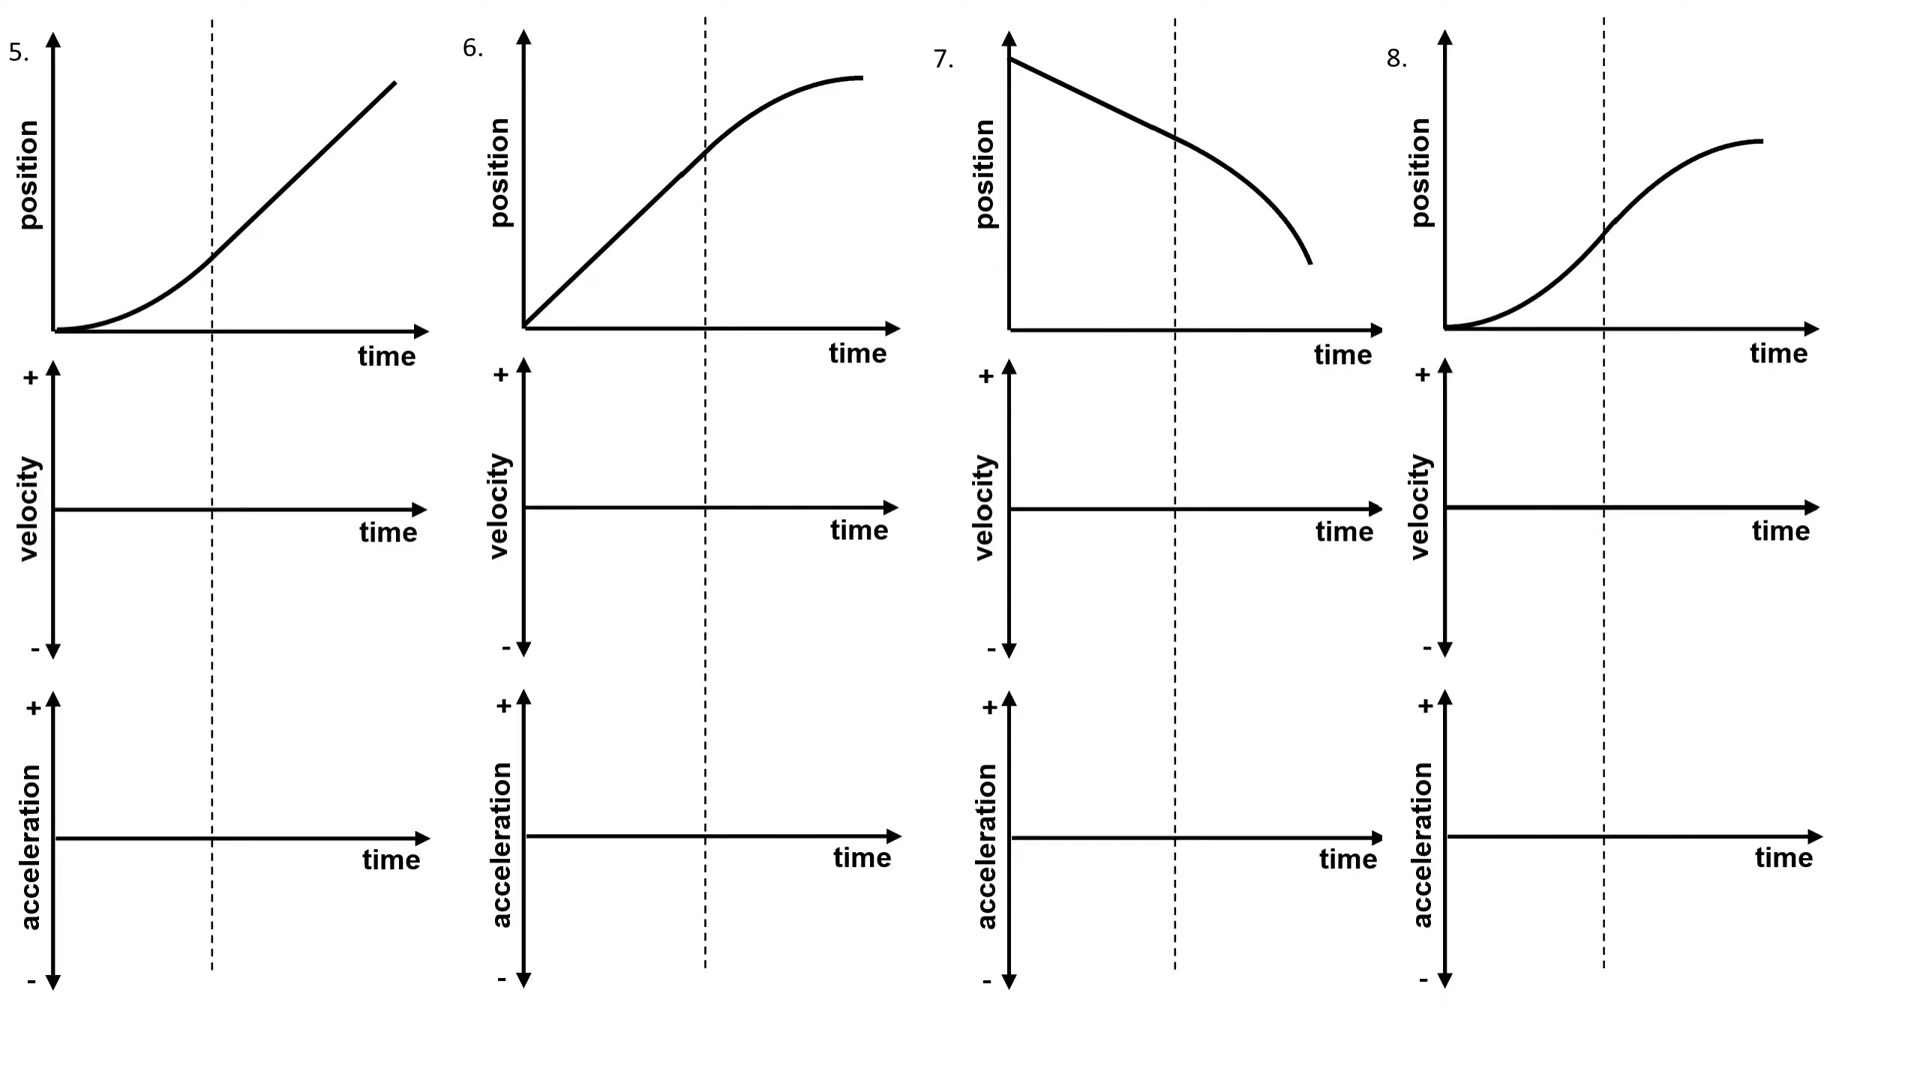 5.
position
time
+
velocity
time
-
+
acceleration
time
-
6.
position
time
+
velocity
time
-
+
acceleration
time
-
7.
position
time
+
velocity
time
-
+
acceleration
time
-
8.
position
time
+
velocity
time
-
+
acceleration
time
-